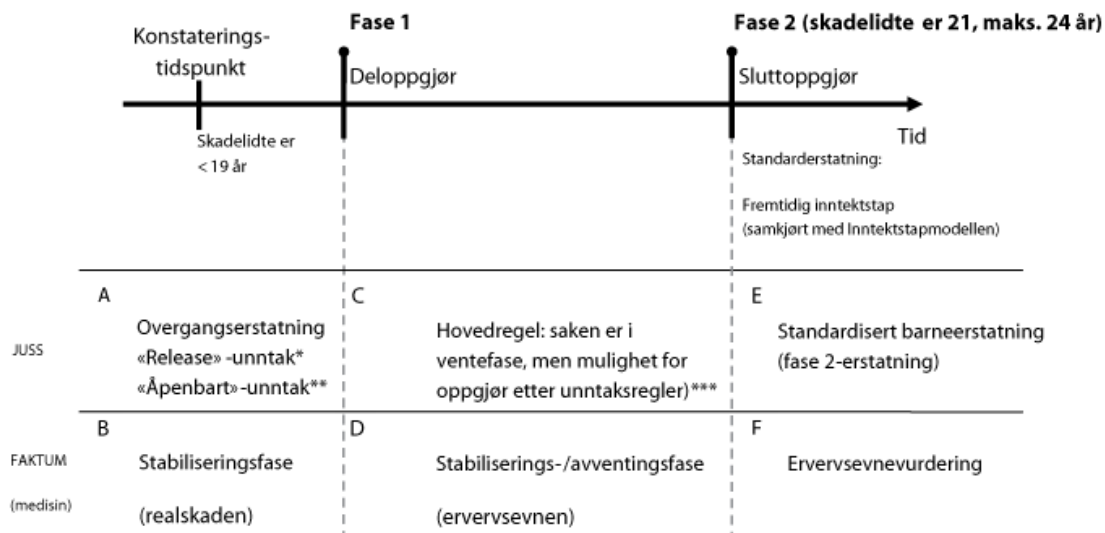 Fase 1
Fase 2 (skadelidte er 21, maks. 24 år)
Konstaterings-
tidspunkt
Deloppgjør
Sluttoppgjør
Tid
Skadelidte er
< 19 år
Standarderstatning:
Fremtidig inntektstap
(samkjørt med Inntektstapmodellen)
A
C
E
JUSS
Overgangserstatning
«Release» -unntak*
«Åpenbart»-unntak**
Hovedregel: saken er i
ventefase, men mulighet for
oppgjør etter unntaksregler)***
Standardisert barneerstatning
(fase 2-erstatning)
B
D
F
FAKTUM
(medisin)
Stabiliseringsfase
(realskaden)
Stabiliserings-/avventingsfase
(ervervsevnen)
Ervervsevnevurdering